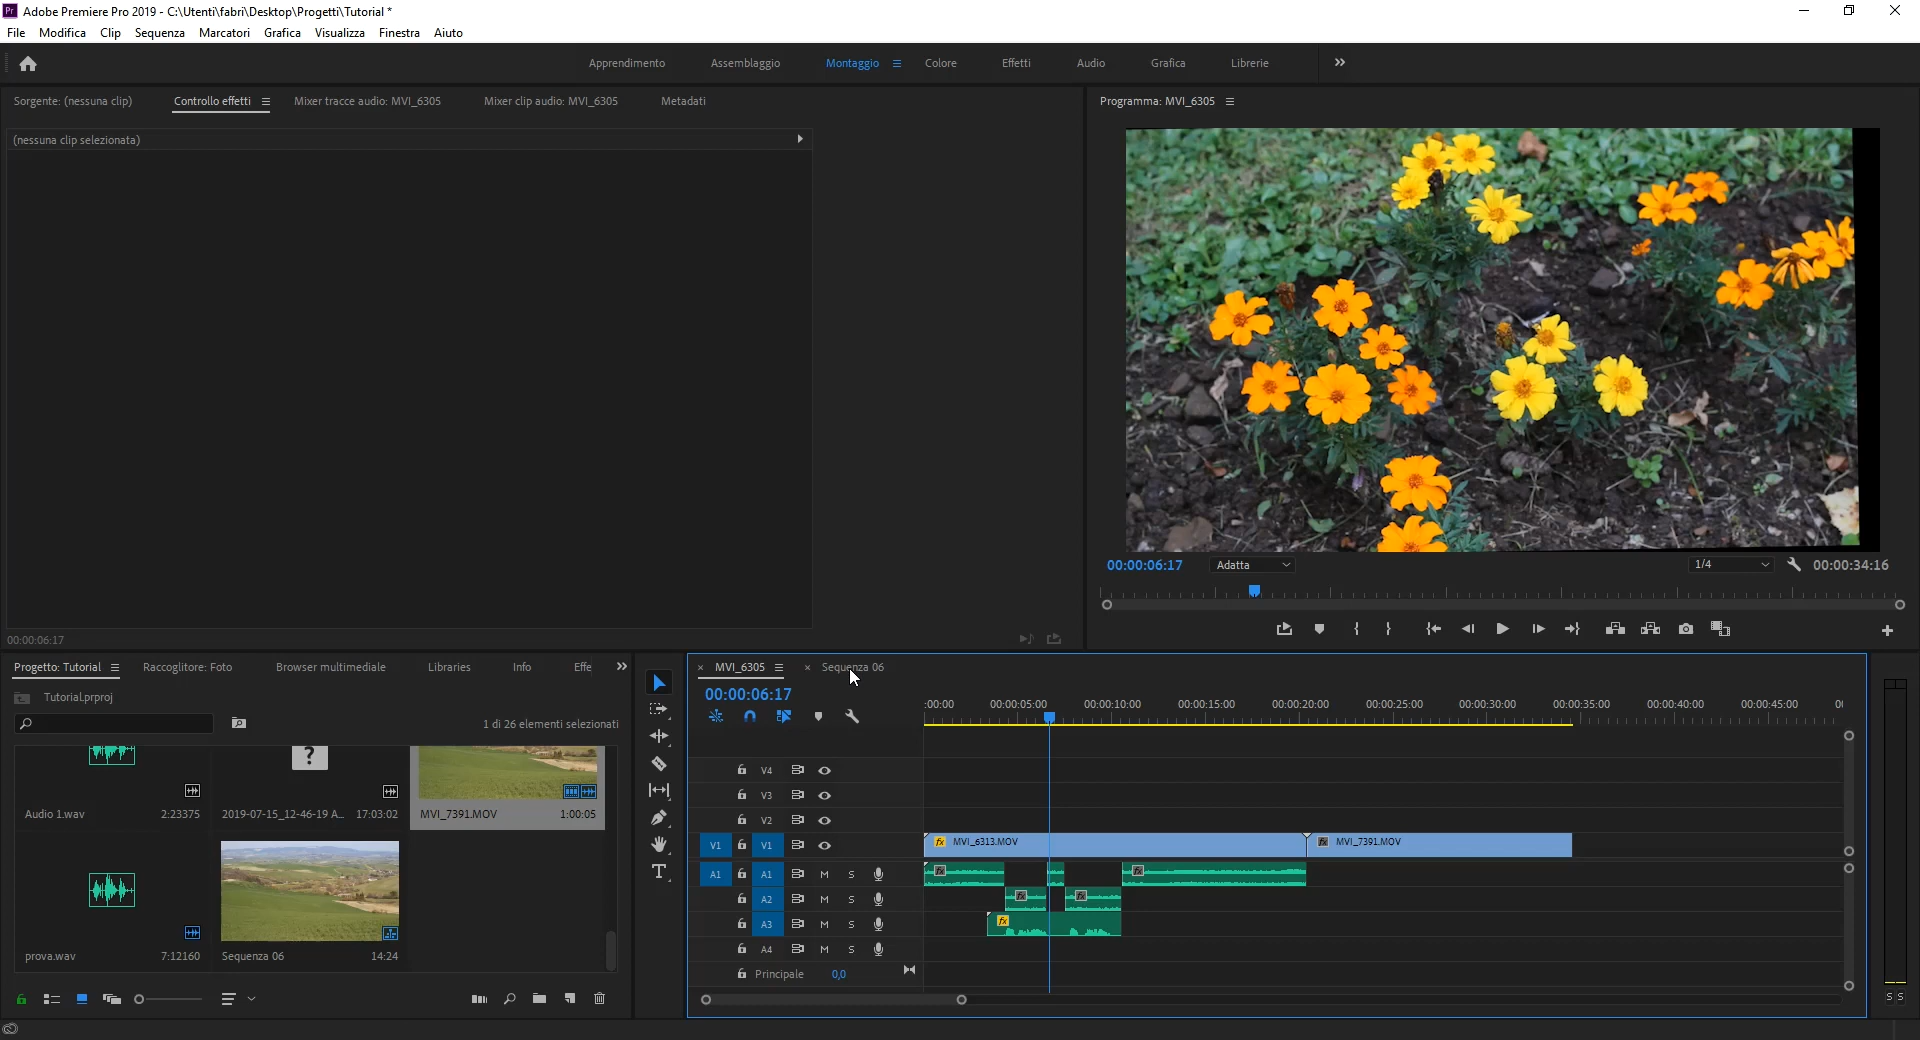 Pr Adobe Premiere Pro 2019 - C:\Utenti\fabri\Desktop\Progetti\Tutorial *
File Modifica Clip Sequenza Marcatori Grafica Visualizza Finestra Aiuto
Apprendimento Assemblaggio Montaggio Colore Effetti Audio Grafica Librerie
Sorgente: (nessuna clip) Controllo effetti Mixer tracce audio: MVI_6305 Mixer clip audio: MVI_6305 Metadati
Programma: MVI_6305
(nessuna clip selezionata)
00:00:06:17 Adatta 1/4 00:00:34:16
00:00:06:17
Progetto: Tutorial Raccoglitore: Foto Browser multimediale Libraries Info Effe
Tutorial.prproj
1 di 26 elementi selezionati
?
Audio 1.wav 2:23375
2019-07-15_12-46-19 A... 17:03:02
MVI_7391.MOV 1:00:05
prova.wav 7:12160
Sequenza 06 14:24
× MVI_6305 × Sequenza 06
00:00:06:17
:00:00 00:00:05:00 00:00:10:00 00:00:15:00 00:00:20:00 00:00:25:00 00:00:30:00 00:00:35:00 00:00:40:00 00:00:45:00
V4
V3
V2
V1 V1 fx MVI_6313.MOV fx MVI_7391.MOV
A1 A1 M S fx fx
A2 M S fx fx
A3 M S fx
A4 M S
Principale 0,0
S S